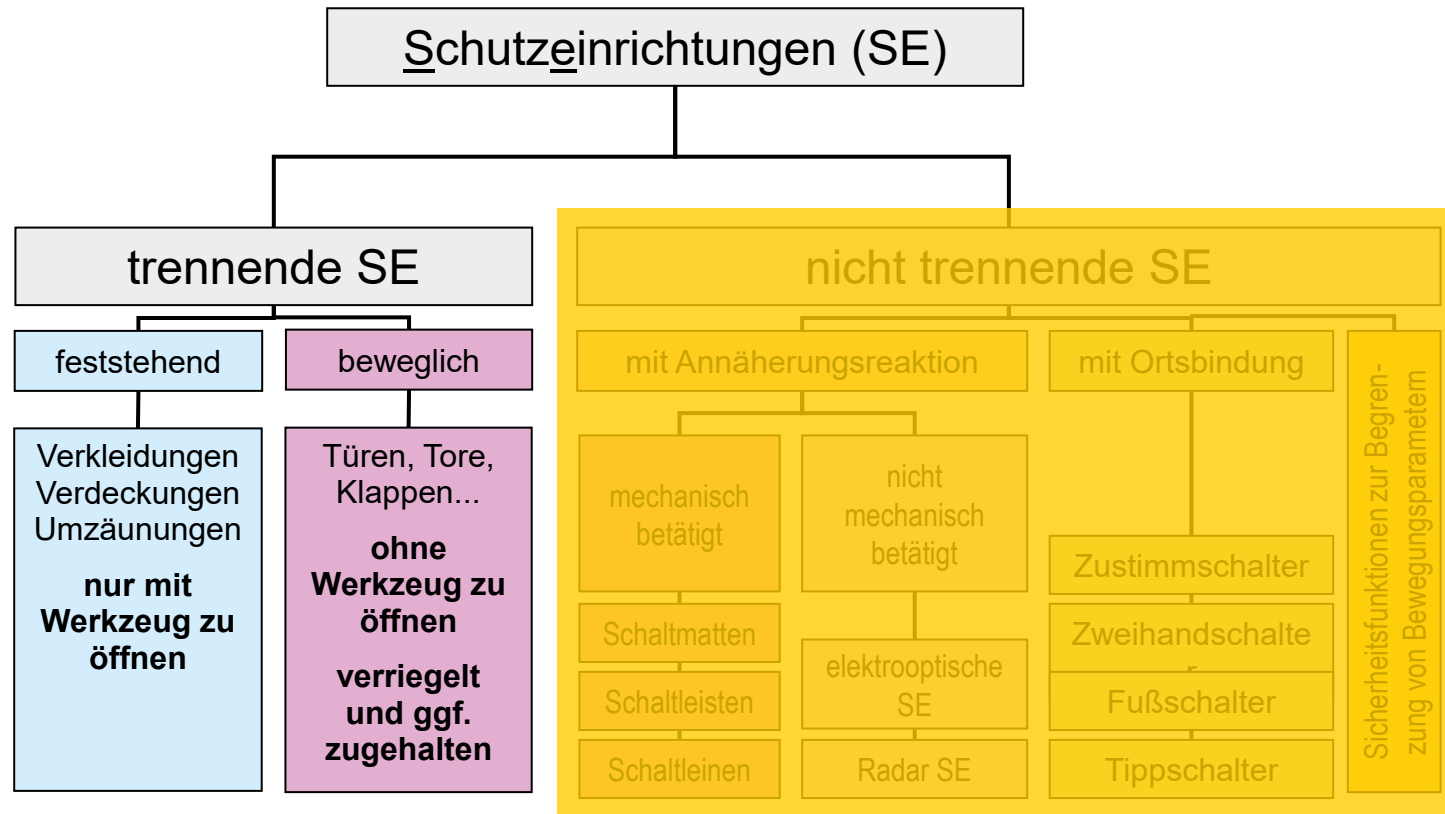 Schutzeinrichtungen (SE)
trennende SE
nicht trennende SE
feststehend
beweglich
mit Annäherungsreaktion
mit Ortsbindung
Verkleidungen
Verdeckungen
Umzäunungen
nur mit
Werkzeug zu
öffnen
Türen, Tore,
Klappen...
ohne
Werkzeug zu
öffnen
verriegelt
und ggf.
zugehalten
mechanisch
betätigt
Schaltmatten
Schaltleisten
Schaltleinen
nicht
mechanisch
betätigt
elektrooptische
SE
Radar SE
Zustimmschalter
Zweihandschalte
r
Fußschalter
Tippschalter
Sicherheitsfunktionen zur Begren-
zung von Bewegungsparametern